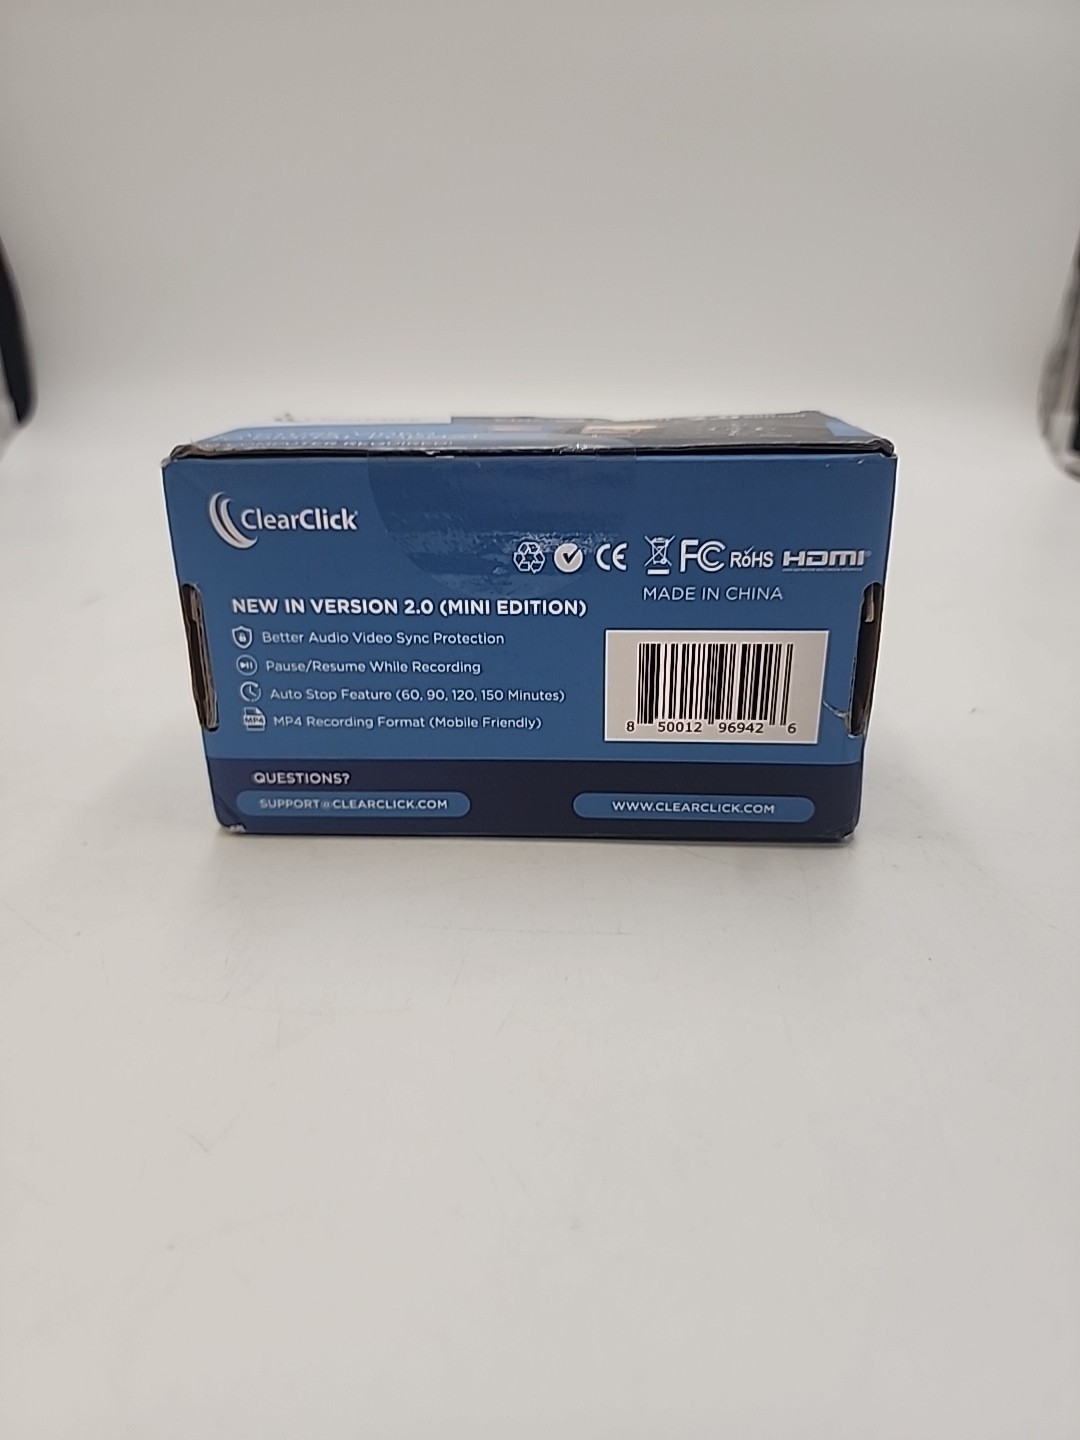 COMPUTER REQUIRED!
ClearClick
CE FC RoHS HDMI
MADE IN CHINA
NEW IN VERSION 2.0 (MINI EDITION)
Better Audio Video Sync Protection
Pause/Resume While Recording
Auto Stop Feature (60, 90, 120, 150 Minutes)
MP4
MP4 Recording Format (Mobile Friendly)
8 50012 96942 6
QUESTIONS?
SUPPORT@CLEARCLICK.COM
WWW.CLEARCLICK.COM